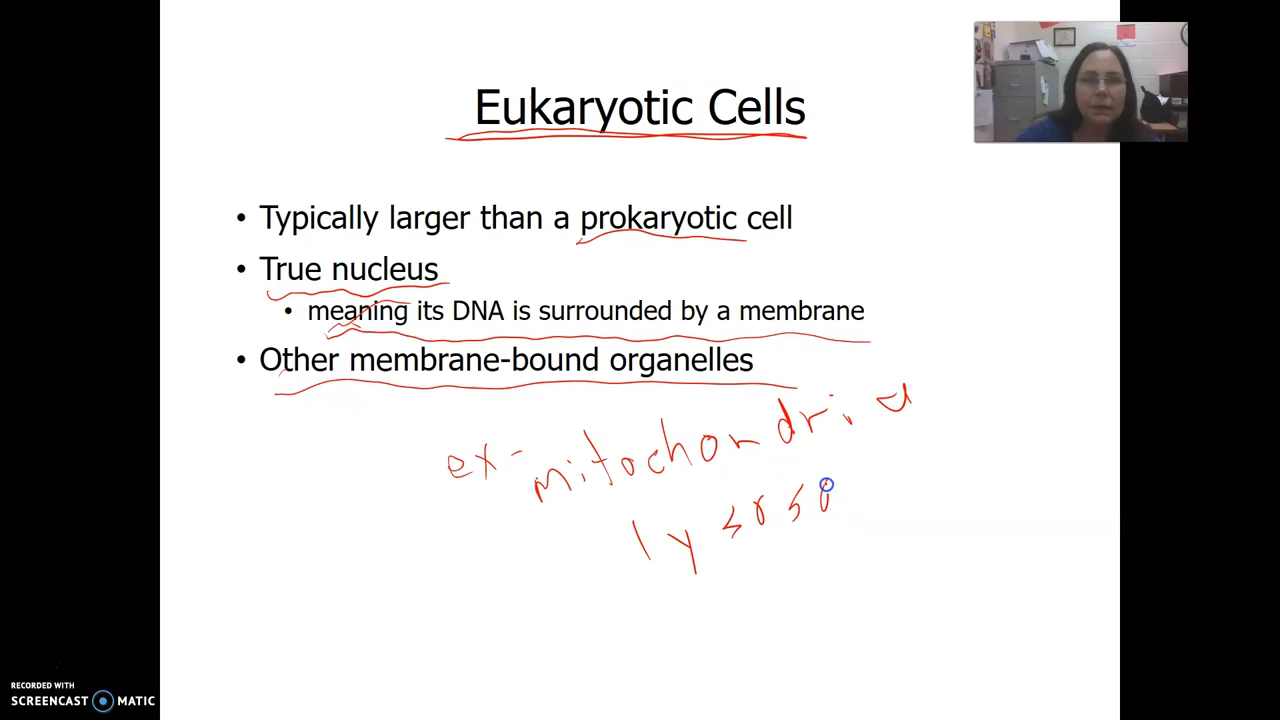 Eukaryotic Cells
• Typically larger than a prokaryotic cell
• True nucleus
• meaning its DNA is surrounded by a membrane
• Other membrane-bound organelles
ex- mitochondria
lysoso
RECORDED WITH
SCREENCAST MATIC